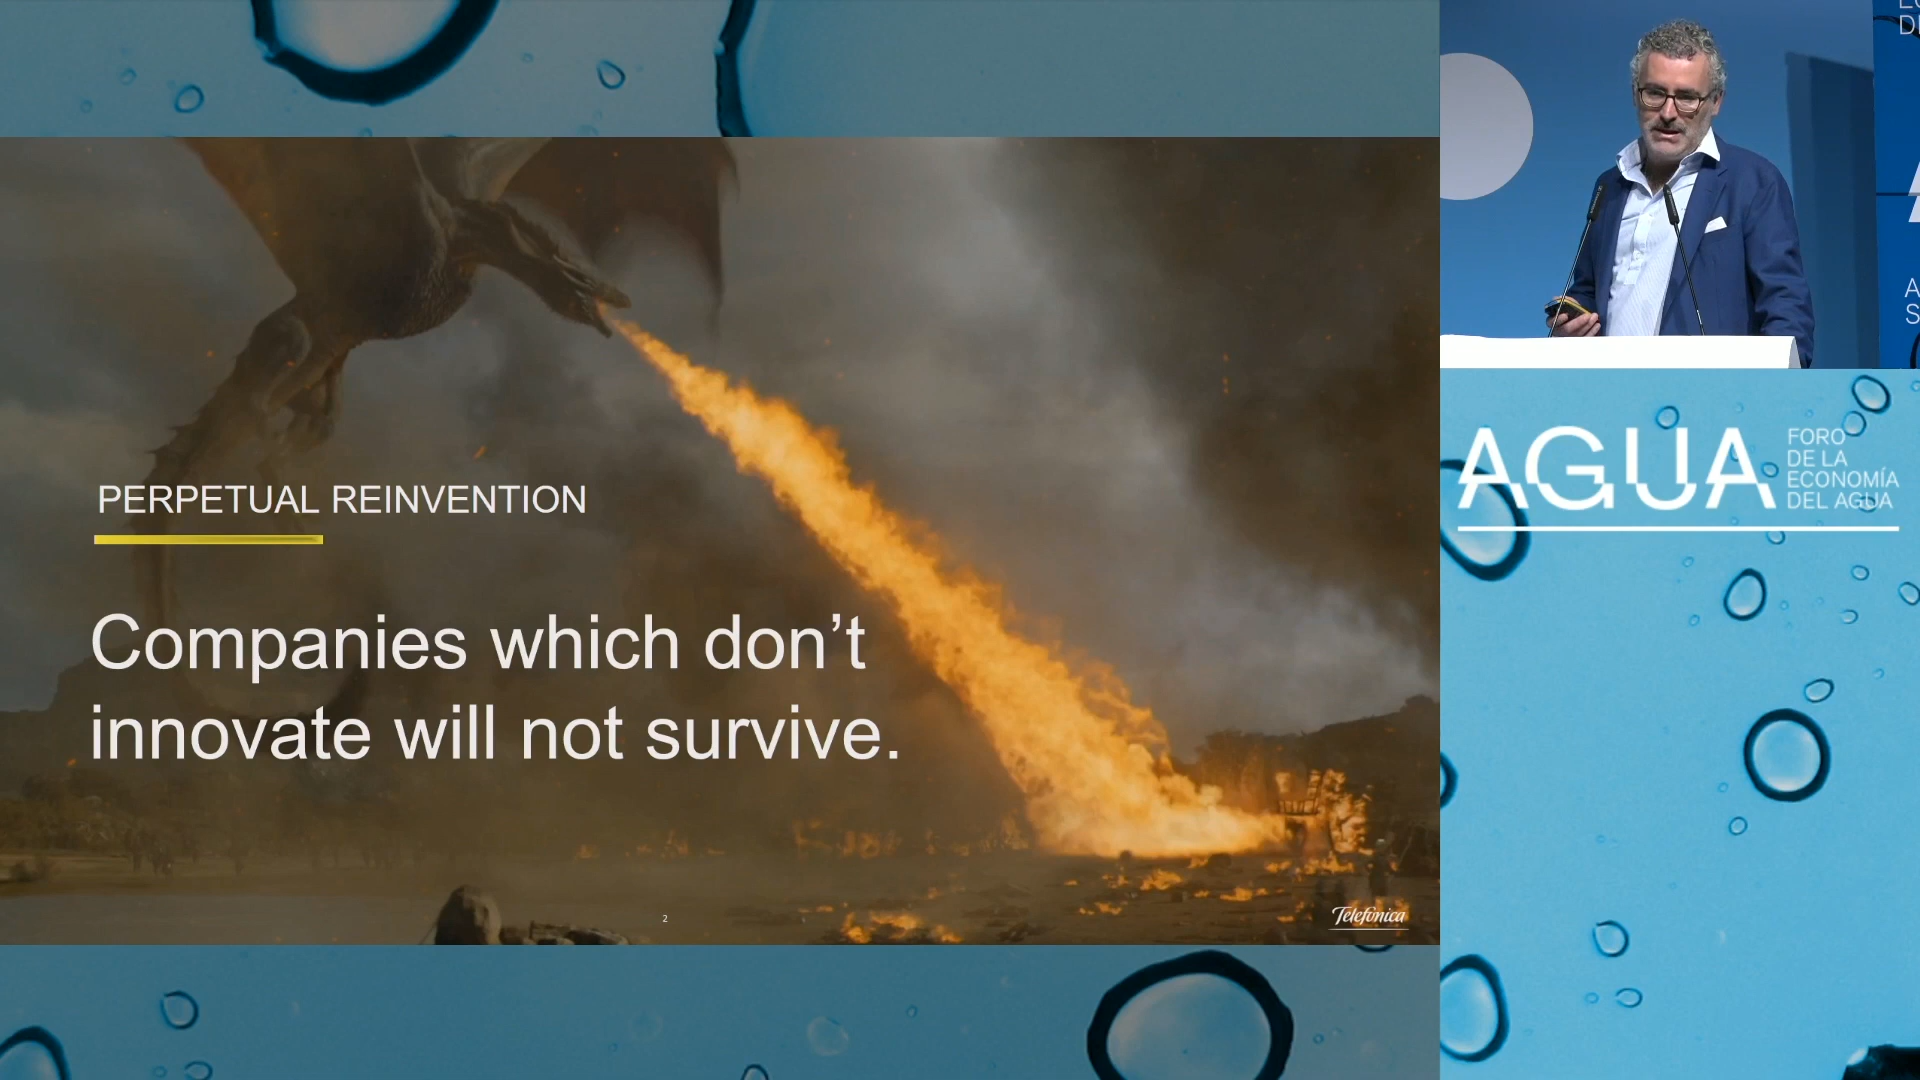 PERPETUAL REINVENTION
Companies which don’t
innovate will not survive.
2
Telefónica
AGUA
FORO
DE LA
ECONOMÍA
DEL AGUA